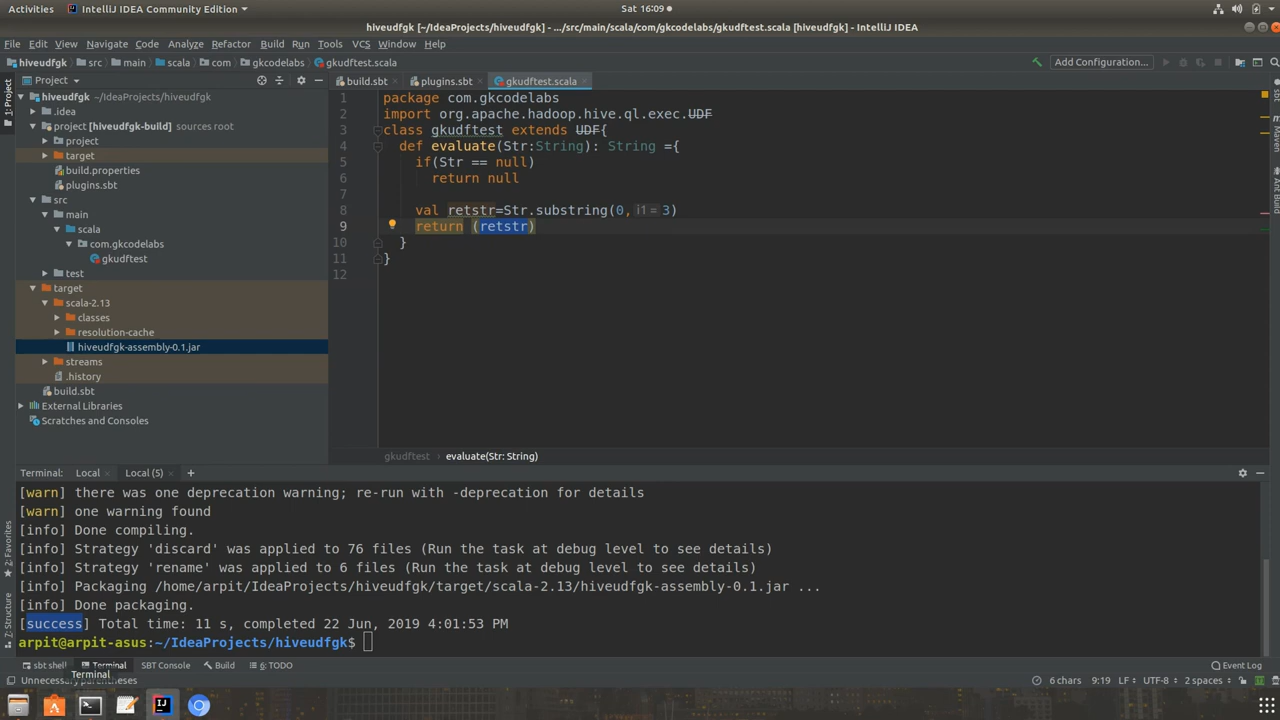 Activities IntelliJ IDEA Community Edition Sat 16:09
hiveudfgk [~/IdeaProjects/hiveudfgk] - .../src/main/scala/com/gkcodelabs/gkudftest.scala [hiveudfgk] - IntelliJ IDEA
File Edit View Navigate Code Analyze Refactor Build Run Tools VCS Window Help
hiveudfgk src main scala com gkcodelabs gkudftest.scala Add Configuration...
1: Project
Project
build.sbt plugins.sbt gkudftest.scala
hiveudfgk ~/IdeaProjects/hiveudfgk
.idea
project [hiveudfgk-build] sources root
project
target
build.properties
plugins.sbt
src
main
scala
com.gkcodelabs
gkudftest
test
target
scala-2.13
classes
resolution-cache
hiveudfgk-assembly-0.1.jar
streams
.history
build.sbt
External Libraries
Scratches and Consoles
1 package com.gkcodelabs
2 import org.apache.hadoop.hive.ql.exec.UDF
3 class gkudftest extends UDF{
4 def evaluate(Str:String): String ={
5 if(Str == null)
6 return null
7
8 val retstr=Str.substring(0, i1 = 3)
9 return (retstr)
10 }
11 }
12
gkudftest evaluate(Str: String)
sbt
Maven
Ant Build
Terminal: Local Local (5) +
[warn] there was one deprecation warning; re-run with -deprecation for details
[warn] one warning found
[info] Done compiling.
[info] Strategy 'discard' was applied to 76 files (Run the task at debug level to see details)
[info] Strategy 'rename' was applied to 6 files (Run the task at debug level to see details)
[info] Packaging /home/arpit/IdeaProjects/hiveudfgk/target/scala-2.13/hiveudfgk-assembly-0.1.jar ...
[info] Done packaging.
[success] Total time: 11 s, completed 22 Jun, 2019 4:01:53 PM
arpit@arpit-asus:~/IdeaProjects/hiveudfgk$
2: Favorites
7: Structure
sbt shell Terminal SBT Console Build 6: TODO Event Log
Terminal
Unnecessary parentheses 6 chars 9:19 LF UTF-8 2 spaces